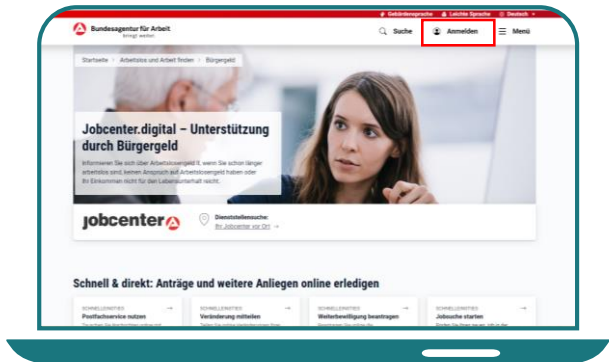 Gebärdensprache Leichte Sprache Deutsch
Bundesagentur für Arbeit
bringt weiter.
Suche Anmelden Menü
Startseite Arbeitslos und Arbeit finden Bürgergeld
Jobcenter.digital – Unterstützung
durch Bürgergeld
Informieren Sie sich über Arbeitslosengeld II, wenn Sie schon länger
arbeitslos sind, keinen Anspruch auf Arbeitslosengeld haben oder
Ihr Einkommen nicht für den Lebensunterhalt reicht.
jobcenter
Dienststellensuche:
Ihr Jobcenter vor Ort →
Schnell & direkt: Anträge und weitere Anliegen online erledigen
SCHNELLEINSTIEG → SCHNELLEINSTIEG → SCHNELLEINSTIEG → SCHNELLEINSTIEG →
Postfachservice nutzen Veränderung mitteilen Weiterbewilligung beantragen Jobsuche starten